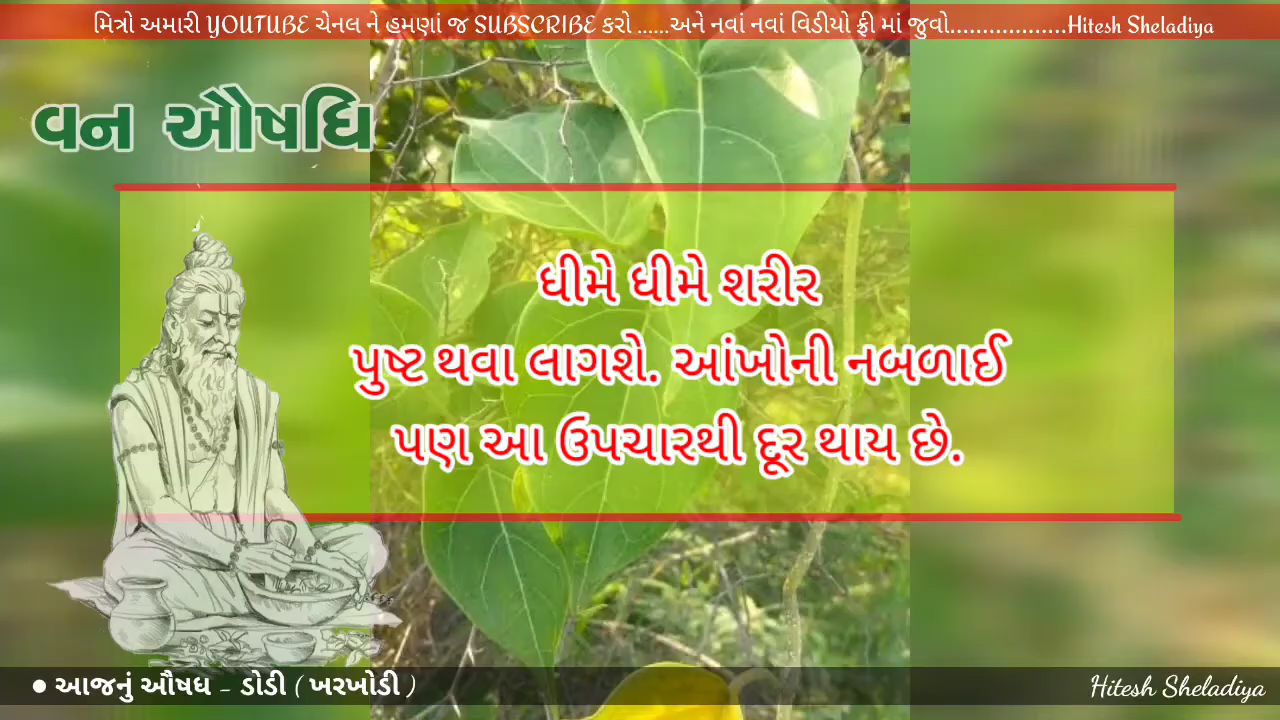 મિત્રો અમારી YOUTUBE ચેનલ ને હમણાં જ SUBSCRIBE કરો ......અને નવાં નવાં વિડીયો ફ્રી માં જુવો..................Hitesh Sheladiya
વન ઔષધિ
ધીમે ધીમે શરીર
પુષ્ટ થવા લાગશે. આંખોની નબળાઈ
પણ આ ઉપચારથી દૂર થાય છે.
● આજનું ઔષધ - ડોડી ( ખરખોડી )
Hitesh Sheladiya